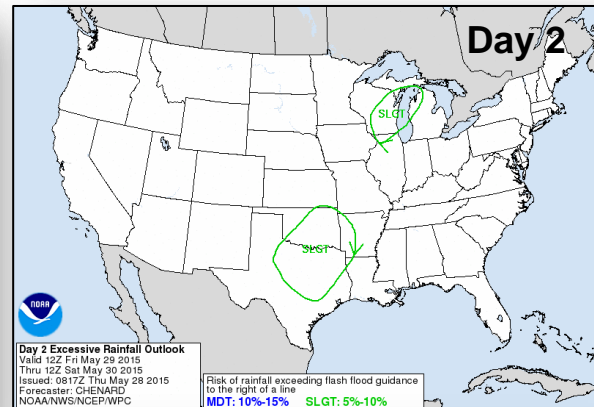 Day 2
SLGT
SLGT
NOAA
Day 2 Excessive Rainfall Outlook
Valid 12Z Fri May 29 2015
Thru 12Z Sat May 30 2015
Issued: 0817Z Thu May 28 2015
Forecaster: CHENARD
NOAA/NWS/NCEP/WPC
Risk of rainfall exceeding flash flood guidance
to the right of a line
MDT: 10%-15% SLGT: 5%-10%